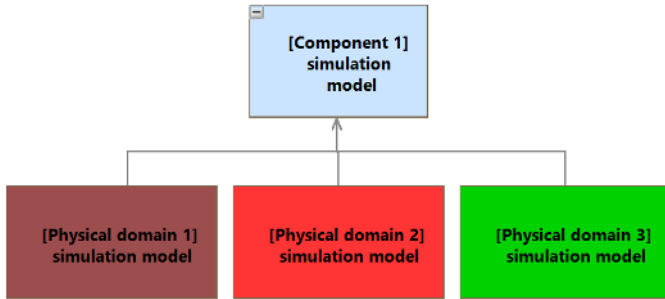 [Component 1]
simulation
model
[Physical domain 1]
simulation model
[Physical domain 2]
simulation model
[Physical domain 3]
simulation model